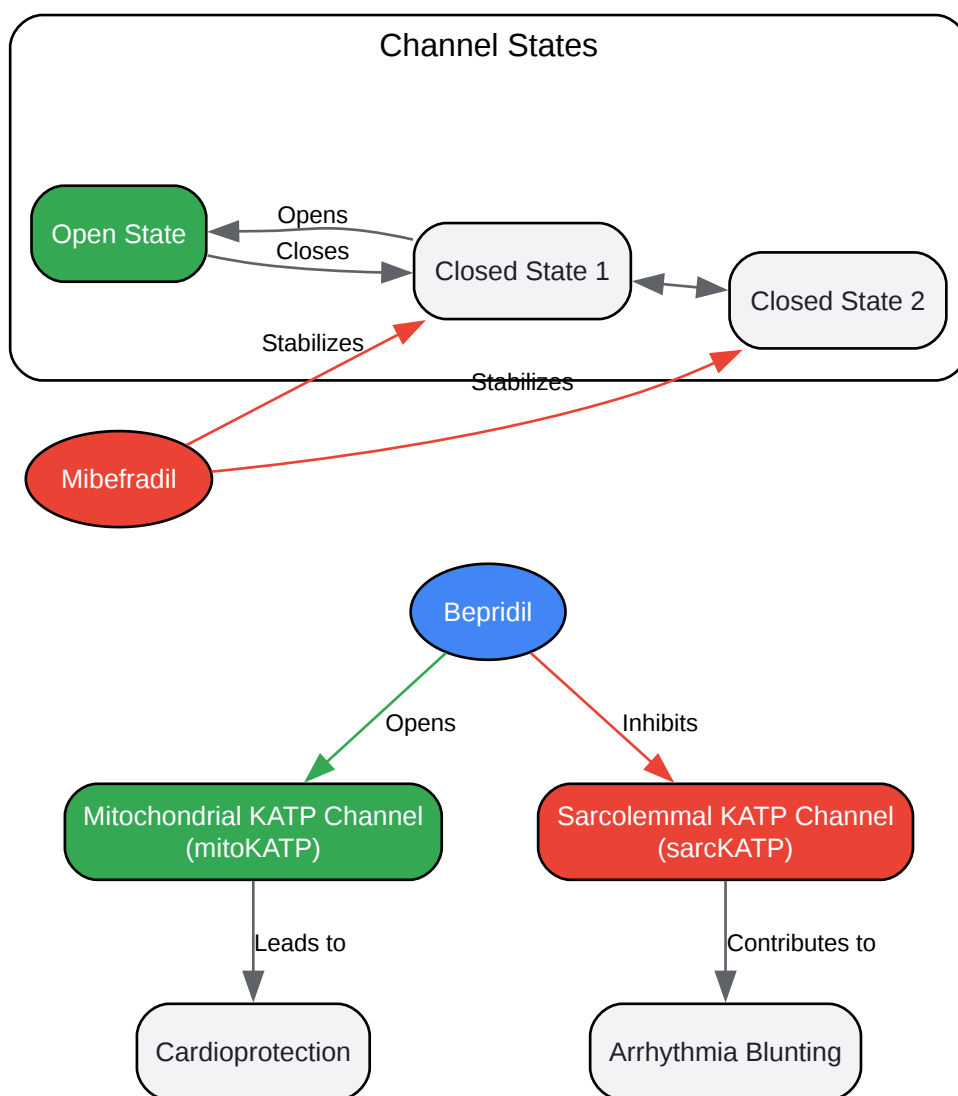 Channel States
Open State
Opens
Closes
Closed State 1
Closed State 2
Stabilizes
Stabilizes
Mibefradil
Bepridil
Opens
Inhibits
Mitochondrial KATP Channel
(mitoKATP)
Sarcolemmal KATP Channel
(sarcKATP)
Leads to
Contributes to
Cardioprotection
Arrhythmia Blunting